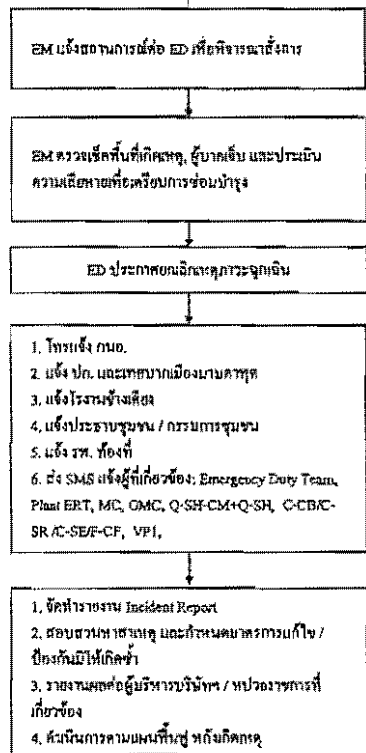 EM แจ้งสถานการณ์ต่อ ED เพื่อพิจารณาสั่งการ
EM ตรวจเช็คพื้นที่เกิดเหตุ, ผู้บาดเจ็บ และประเมิน
ความเสียหายเพื่อเตรียมการซ่อมบำรุง
ED ประกาศยกเลิกเหตุภาวะฉุกเฉิน
1. โทรแจ้ง กนอ.
2. แจ้ง ปภ. และเทศบาลเมืองมาบตาพุด
3. แจ้งโรงงานข้างเคียง
4. แจ้งประธานชุมชน / กรรมการชุมชน
5. แจ้ง รพ. ท้องที่
6. ส่ง SMS แจ้งผู้ที่เกี่ยวข้อง: Emergency Duty Team,
Plant ERT, MC, GMC, Q-SH-CM+Q-SH, C-CB/C-
SR /C-SE/F-CF, VP1,
1. จัดทำรายงาน Incident Report
2. สอบสวนหาสาเหตุ และกำหนดมาตรการแก้ไข /
ป้องกันมิให้เกิดซ้ำ
3. รายงานผลต่อผู้บริหารบริษัทฯ / หน่วยราชการที่
เกี่ยวข้อง
4. ดำเนินการตามแผนฟื้นฟู หลังเกิดเหตุ